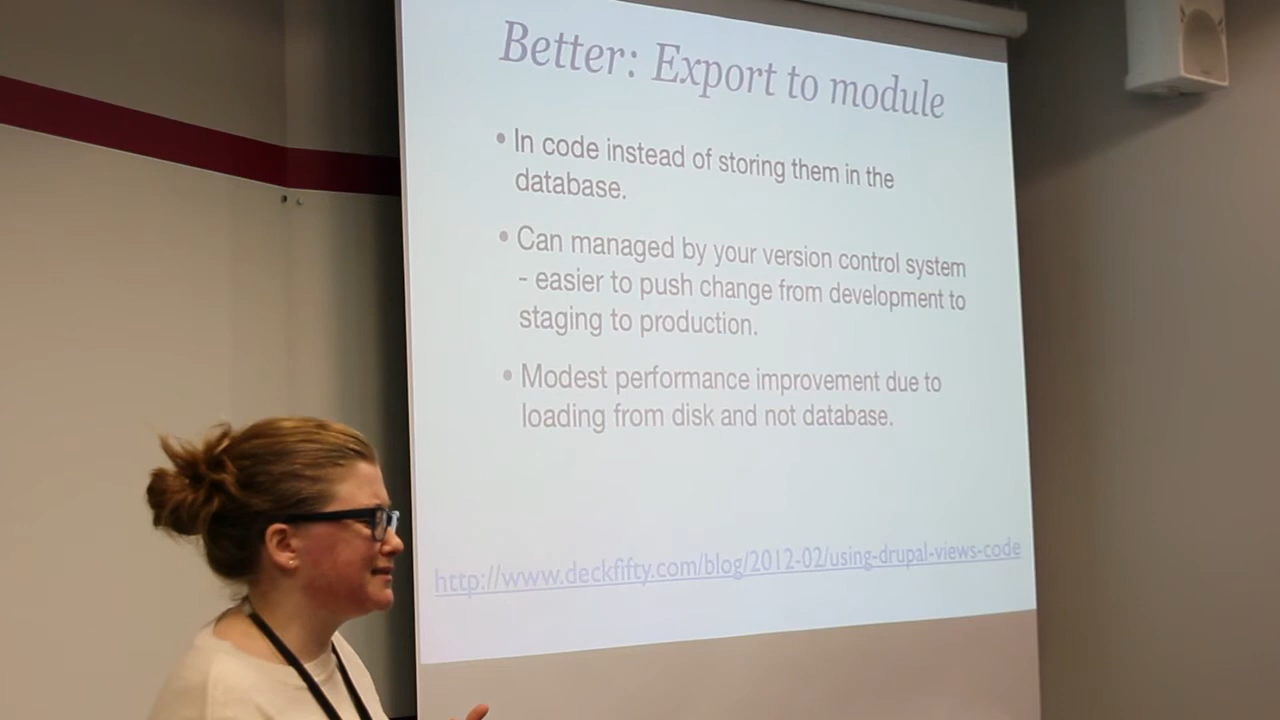 Better: Export to module
• In code instead of storing them in the
database.
• Can managed by your version control system
- easier to push change from development to
staging to production.
• Modest performance improvement due to
loading from disk and not database.
http://www.deckfifty.com/blog/2012-02/using-drupal-views-code